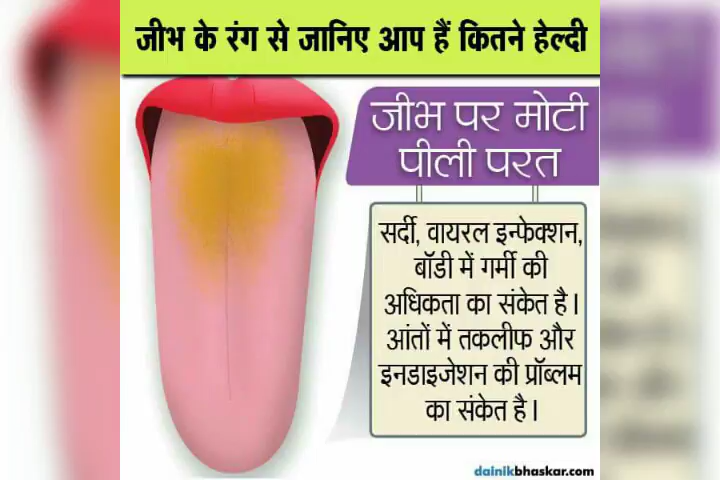 जीभ के रंग से जानिए आप हैं कितने हेल्दी
जीभ पर मोटी
पीली परत
सर्दी, वायरल इन्फेक्शन,
बॉडी में गर्मी की
अधिकता का संकेत है।
आंतों में तकलीफ और
इनडाइजेशन की प्रॉब्लम
का संकेत है।
dainikbhaskar.com